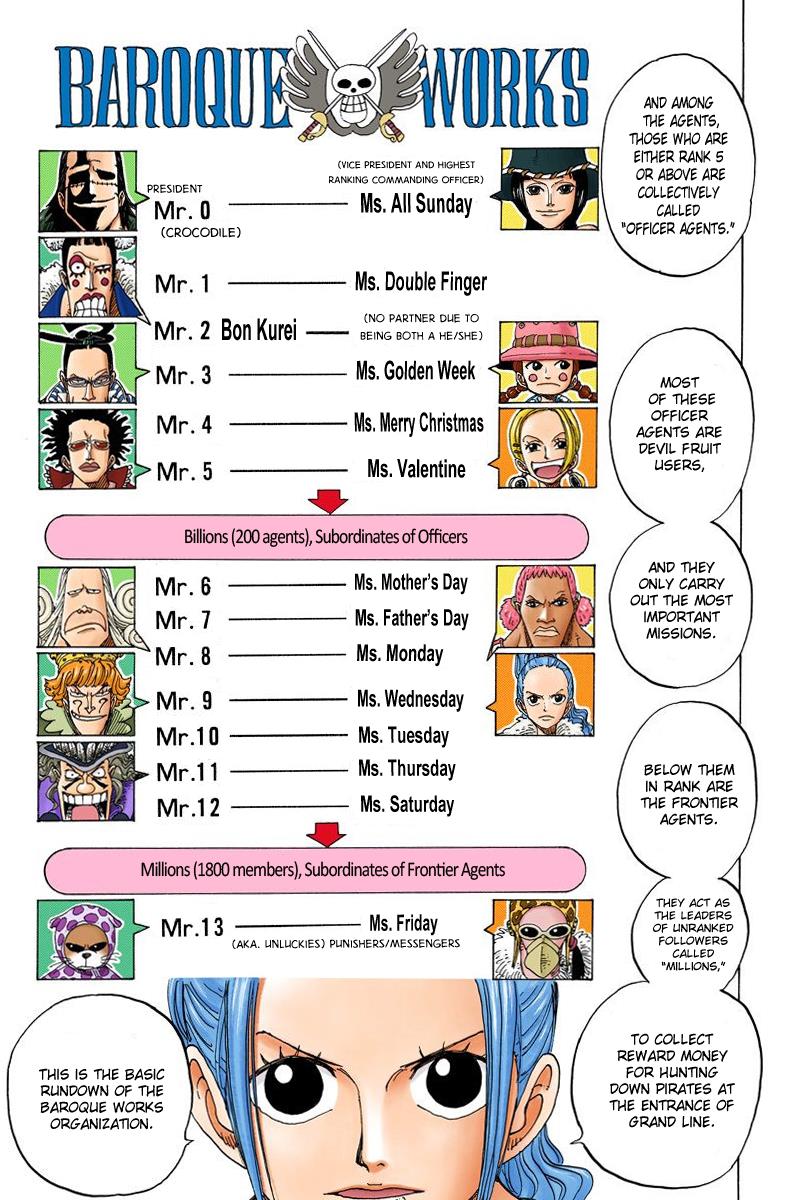 BAROQUE WORKS
AND AMONG
THE AGENTS,
THOSE WHO ARE
EITHER RANK 5
OR ABOVE ARE
COLLECTIVELY
CALLED
"OFFICER AGENTS."
PRESIDENT
Mr. 0
(CROCODILE)
(VICE PRESIDENT AND HIGHEST
RANKING COMMANDING OFFICER)
Ms. All Sunday
Mr. 1 Ms. Double Finger
Mr. 2 Bon Kurei
(NO PARTNER DUE TO
BEING BOTH A HE/SHE)
Mr. 3 Ms. Golden Week
Mr. 4 Ms. Merry Christmas
Mr. 5 Ms. Valentine
MOST
OF THESE
OFFICER
AGENTS ARE
DEVIL FRUIT
USERS,
Billions (200 agents), Subordinates of Officers
AND THEY
ONLY CARRY
OUT THE MOST
IMPORTANT
MISSIONS.
Mr. 6 Ms. Mother's Day
Mr. 7 Ms. Father's Day
Mr. 8 Ms. Monday
Mr. 9 Ms. Wednesday
Mr.10 Ms. Tuesday
Mr.11 Ms. Thursday
Mr.12 Ms. Saturday
BELOW THEM
IN RANK ARE
THE FRONTIER
AGENTS.
Millions (1800 members), Subordinates of Frontier Agents
Mr.13 Ms. Friday
(AKA. UNLUCKIES) PUNISHERS/MESSENGERS
THEY ACT AS
THE LEADERS
OF UNRANKED
FOLLOWERS
CALLED
"MILLIONS,"
TO COLLECT
REWARD MONEY
FOR HUNTING
DOWN PIRATES AT
THE ENTRANCE OF
GRAND LINE.
THIS IS THE BASIC
RUNDOWN OF THE
BAROQUE WORKS
ORGANIZATION.